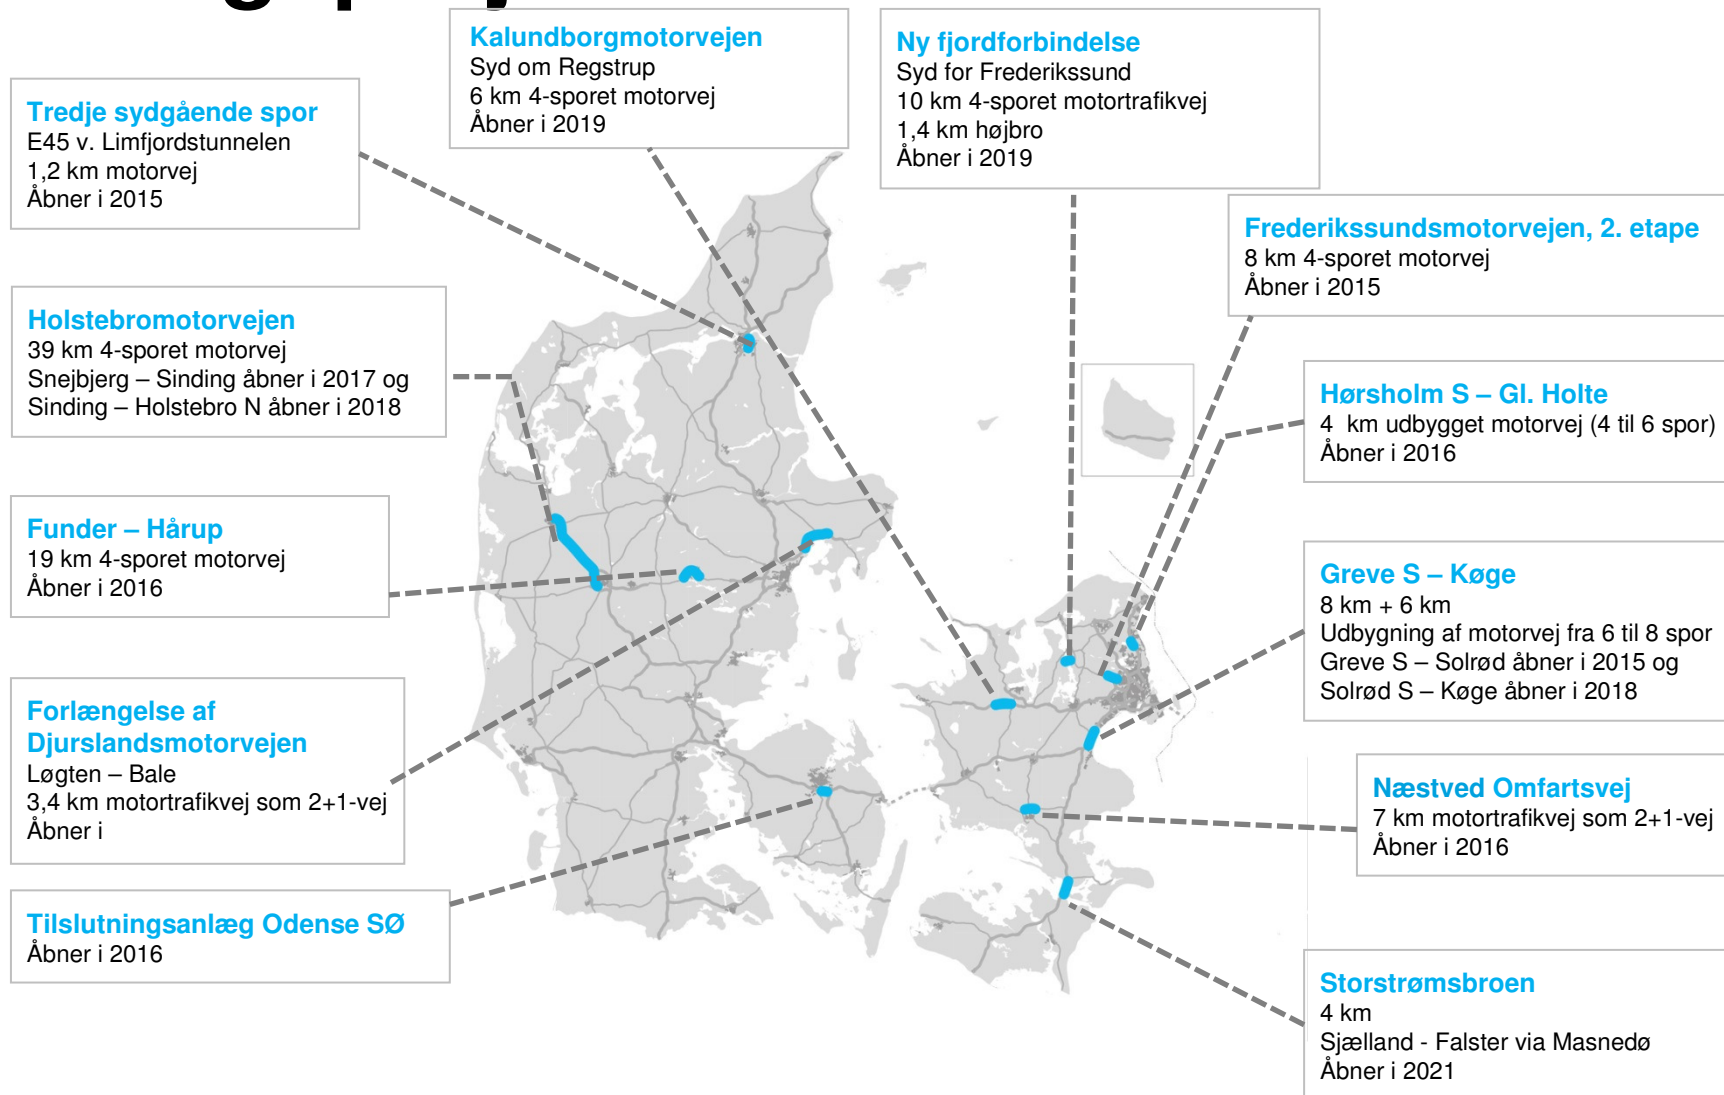 Kalundborgmotorvejen
Syd om Regstrup
6 km 4-sporet motorvej
Åbner i 2019
Ny fjordforbindelse
Syd for Frederikssund
10 km 4-sporet motortrafikvej
1,4 km højbro
Åbner i 2019
Tredje sydgående spor
E45 v. Limfjordstunnelen
1,2 km motorvej
Åbner i 2015
Frederikssundsmotorvejen, 2. etape
8 km 4-sporet motorvej
Åbner i 2015
Holstebromotorvejen
39 km 4-sporet motorvej
Snejbjerg – Sinding åbner i 2017 og
Sinding – Holstebro N åbner i 2018
Hørsholm S – Gl. Holte
4  km udbygget motorvej (4 til 6 spor)
Åbner i 2016
Funder – Hårup
19 km 4-sporet motorvej
Åbner i 2016
Greve S – Køge
8 km + 6 km
Udbygning af motorvej fra 6 til 8 spor
Greve S – Solrød åbner i 2015 og
Solrød S – Køge åbner i 2018
Forlængelse af
Djurslandsmotorvejen
Løgten – Bale
3,4 km motortrafikvej som 2+1-vej
Åbner i
Næstved Omfartsvej
7 km motortrafikvej som 2+1-vej
Åbner i 2016
Tilslutningsanlæg Odense SØ
Åbner i 2016
Storstrømsbroen
4 km
Sjælland - Falster via Masnedø
Åbner i 2021